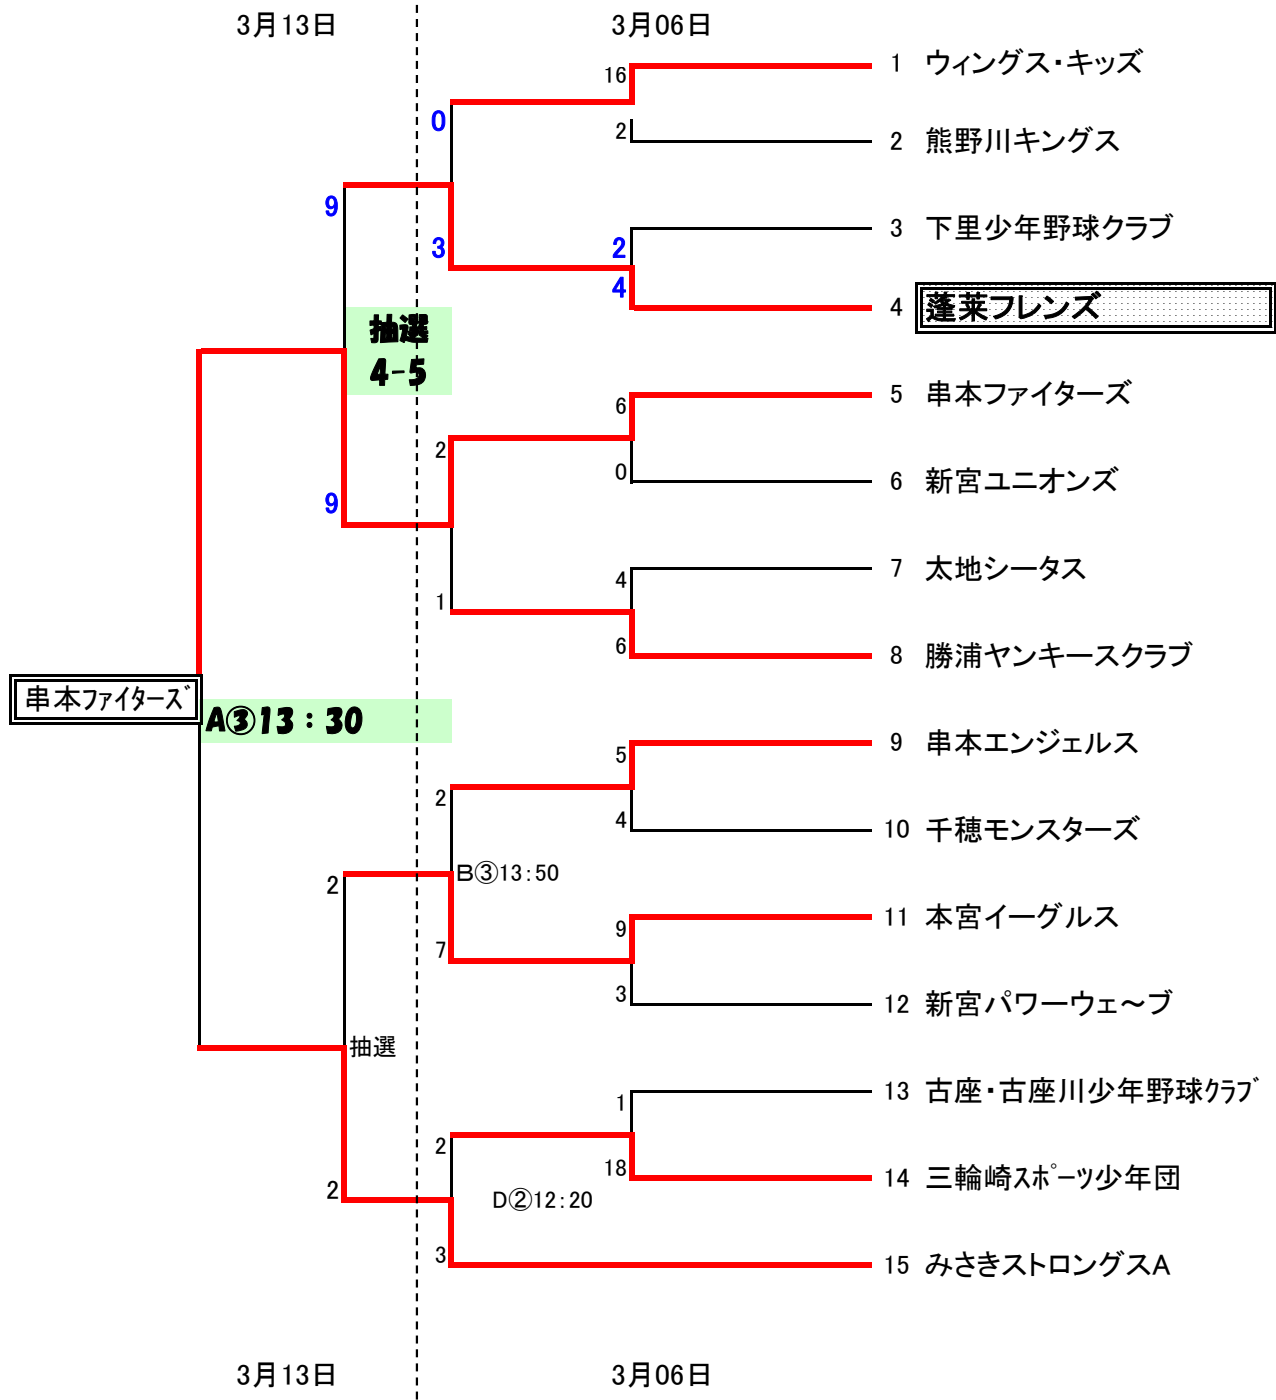 3月13日
3月06日
16
1 ウィングス・キッズ
0
2
2 熊野川キングス
9
3
2
3 下里少年野球クラブ
4
4 蓬莱フレンズ
抽選
4-5
6
5 串本ファイターズ
2
0
6 新宮ユニオンズ
9
4
7 太地シータス
1
6
8 勝浦ヤンキースクラブ
串本ファイターズ
A③13：30
5
9 串本エンジェルス
2
4
10 千穂モンスターズ
2
B③13:50
7
9
11 本宮イーグルス
3
12 新宮パワーウェ～ブ
抽選
1
13 古座・古座川少年野球クラブ
2
18
14 三輪崎スポーツ少年団
2
D②12:20
3
15 みさきストロングスA
3月13日
3月06日